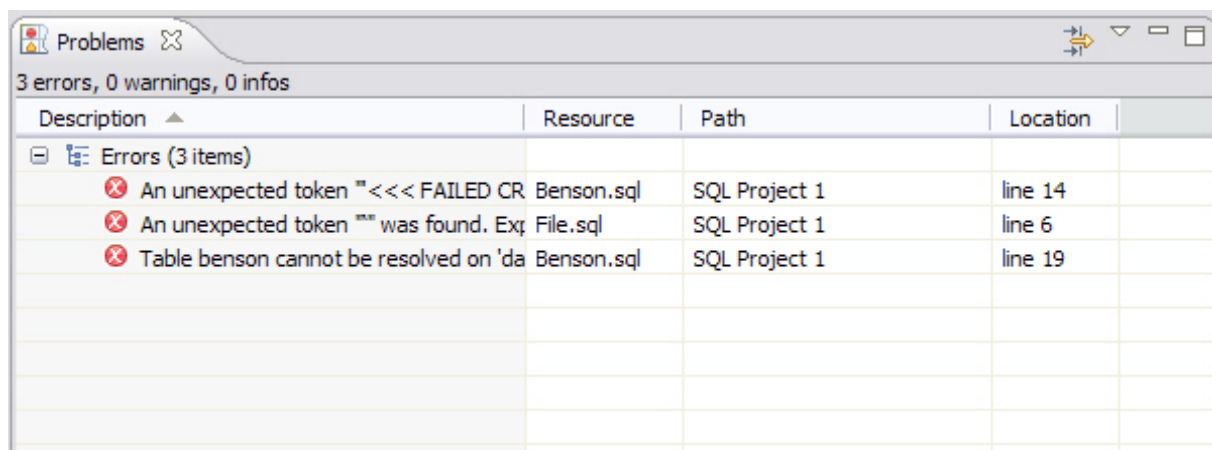 Problems
3 errors, 0 warnings, 0 infos
Description Resource Path Location
Errors (3 items)
An unexpected token "'<<< FAILED CR Benson.sql SQL Project 1 line 14
An unexpected token "'" was found. Exp File.sql SQL Project 1 line 6
Table benson cannot be resolved on 'da Benson.sql SQL Project 1 line 19